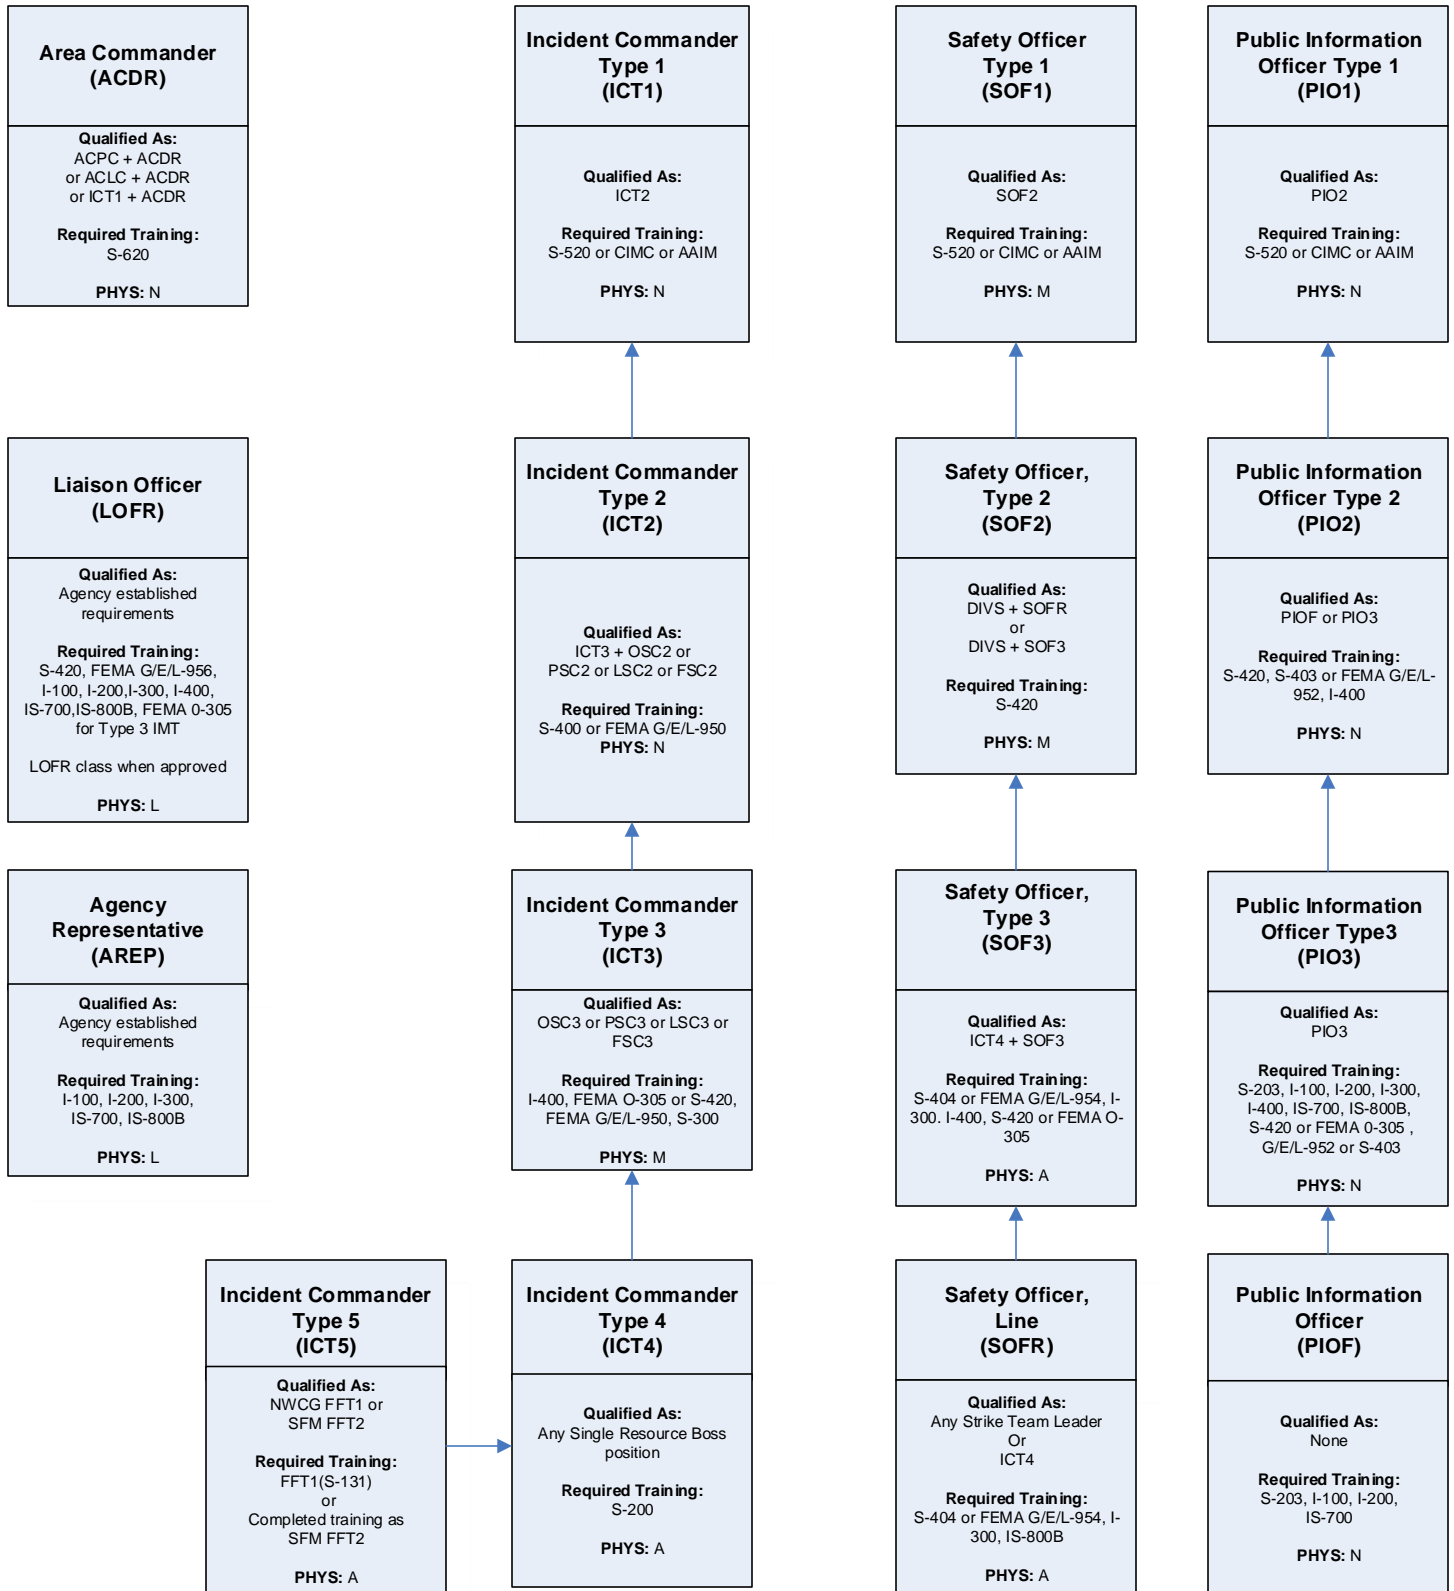 Area Commander
(ACDR)
Qualified As:
ACPC + ACDR
or ACLC + ACDR
or ICT1 + ACDR
Required Training:
S-620
PHYS: N
Incident Commander
Type 1
(ICT1)
Qualified As:
ICT2
Required Training:
S-520 or CIMC or AAIM
PHYS: N
Safety Officer
Type 1
(SOF1)
Qualified As:
SOF2
Required Training:
S-520 or CIMC or AAIM
PHYS: M
Public Information
Officer Type 1
(PIO1)
Qualified As:
PIO2
Required Training:
S-520 or CIMC or AAIM
PHYS: N
Liaison Officer
(LOFR)
Qualified As:
Agency established
requirements
Required Training:
S-420, FEMA G/E/L-956,
I-100, I-200,I-300, I-400,
IS-700,IS-800B, FEMA 0-305
for Type 3 IMT
LOFR class when approved
PHYS: L
Incident Commander
Type 2
(ICT2)
Qualified As:
ICT3 + OSC2 or
PSC2 or LSC2 or FSC2
Required Training:
S-400 or FEMA G/E/L-950
PHYS: N
Safety Officer,
Type 2
(SOF2)
Qualified As:
DIVS + SOFR
or
DIVS + SOF3
Required Training:
S-420
PHYS: M
Public Information
Officer Type 2
(PIO2)
Qualified As:
PIOF or PIO3
Required Training:
S-420, S-403 or FEMA G/E/L-
952, I-400
PHYS: N
Agency
Representative
(AREP)
Qualified As:
Agency established
requirements
Required Training:
I-100, I-200, I-300,
IS-700, IS-800B
PHYS: L
Incident Commander
Type 3
(ICT3)
Qualified As:
OSC3 or PSC3 or LSC3 or
FSC3
Required Training:
I-400, FEMA O-305 or S-420,
FEMA G/E/L-950, S-300
PHYS: M
Safety Officer,
Type 3
(SOF3)
Qualified As:
ICT4 + SOF3
Required Training:
S-404 or FEMA G/E/L-954, I-
300. I-400, S-420 or FEMA O-
305
PHYS: A
Public Information
Officer Type3
(PIO3)
Qualified As:
PIO3
Required Training:
S-203, I-100, I-200, I-300,
I-400, IS-700, IS-800B,
S-420 or FEMA 0-305 ,
G/E/L-952 or S-403
PHYS: N
Incident Commander
Type 5
(ICT5)
Qualified As:
NWCG FFT1 or
SFM FFT2
Required Training:
FFT1(S-131)
or
Completed training as
SFM FFT2
PHYS: A
Incident Commander
Type 4
(ICT4)
Qualified As:
Any Single Resource Boss
position
Required Training:
S-200
PHYS: A
Safety Officer,
Line
(SOFR)
Qualified As:
Any Strike Team Leader
Or
ICT4
Required Training:
S-404 or FEMA G/E/L-954, I-
300, IS-800B
PHYS: A
Public Information
Officer
(PIOF)
Qualified As:
None
Required Training:
S-203, I-100, I-200,
IS-700
PHYS: N